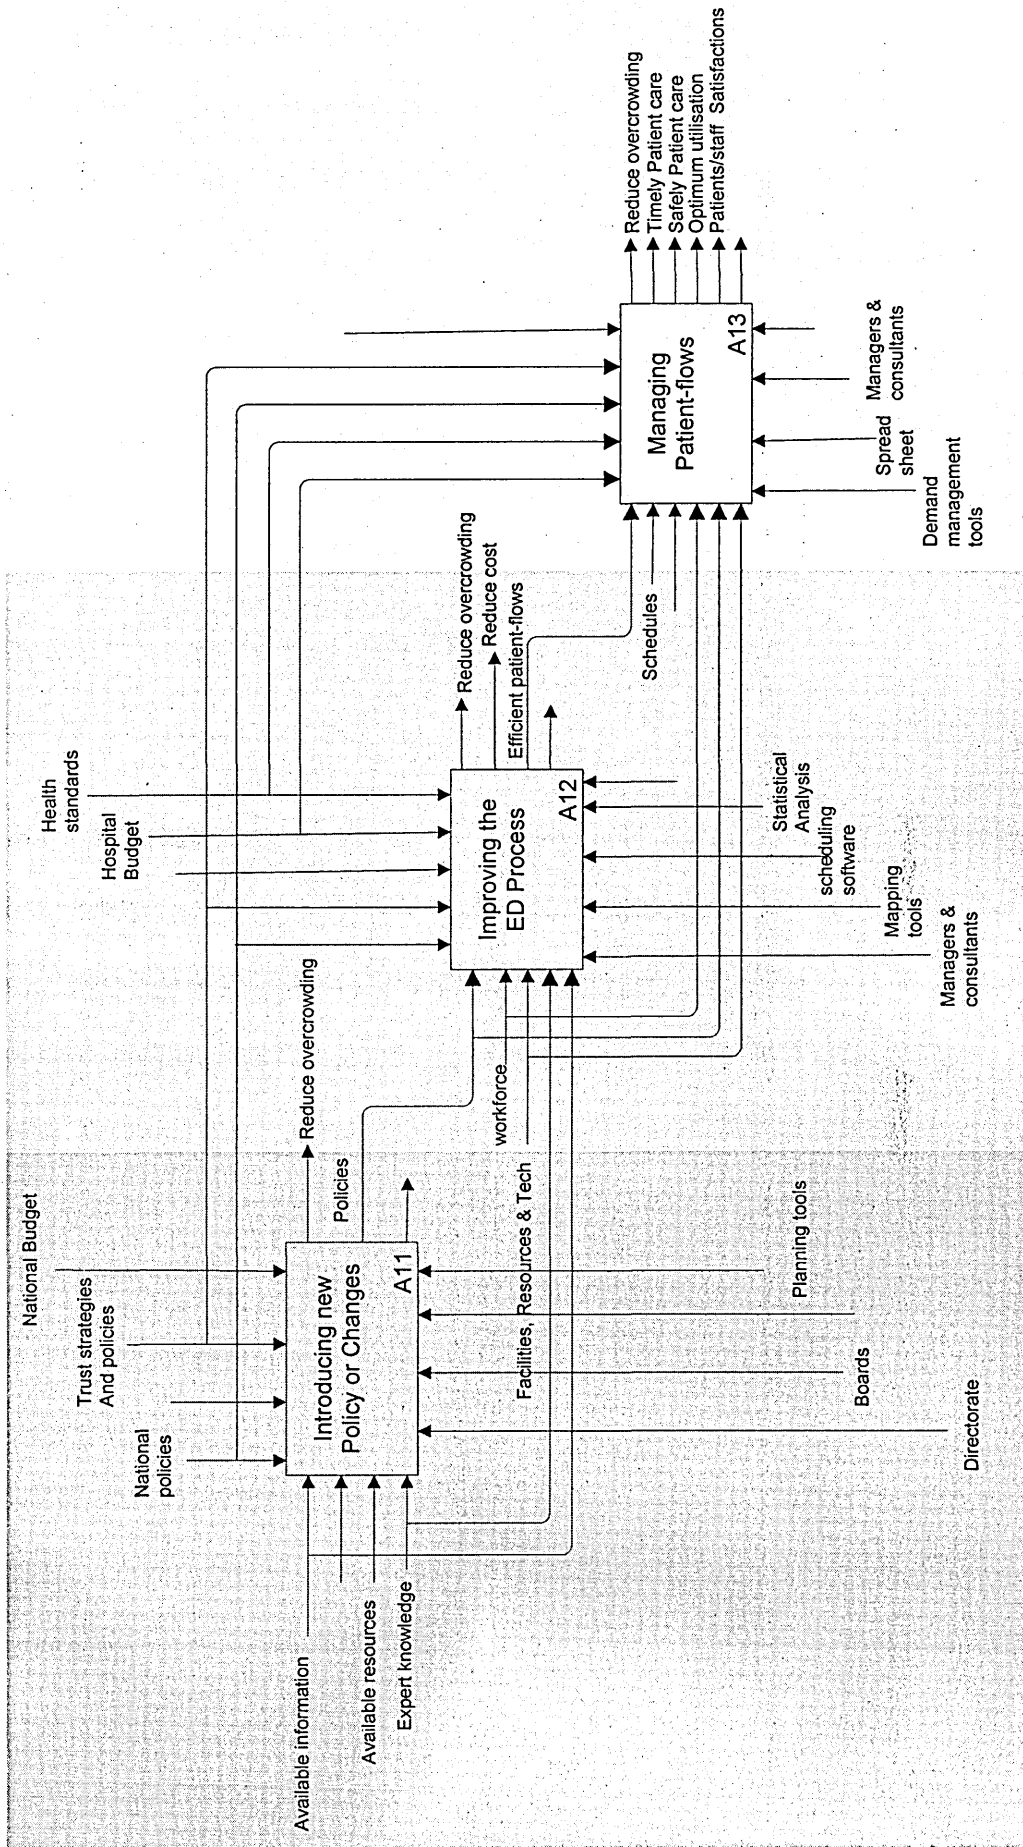 National Budget
Trust strategies
And policies
National
policies
Health
standards
Hospital
Budget
Available information
Available resources
Expert knowledge
Introducing new
Policy or Changes
A11
Reduce overcrowding
Policies
workforce
Facilities, Resources & Tech
Planning tools
Boards
Directorate
Improving the
ED Process
A12
Reduce overcrowding
Reduce cost
Efficient patient-flows
Schedules
Statistical
Analysis
scheduling
software
Mapping
tools
Managers &
consultants
Managing
Patient-flows
A13
Reduce overcrowding
Timely Patient care
Safely Patient care
Optimum utilisation
Patients/staff Satisfactions
Managers &
consultants
Spread
sheet
Demand
management
tools